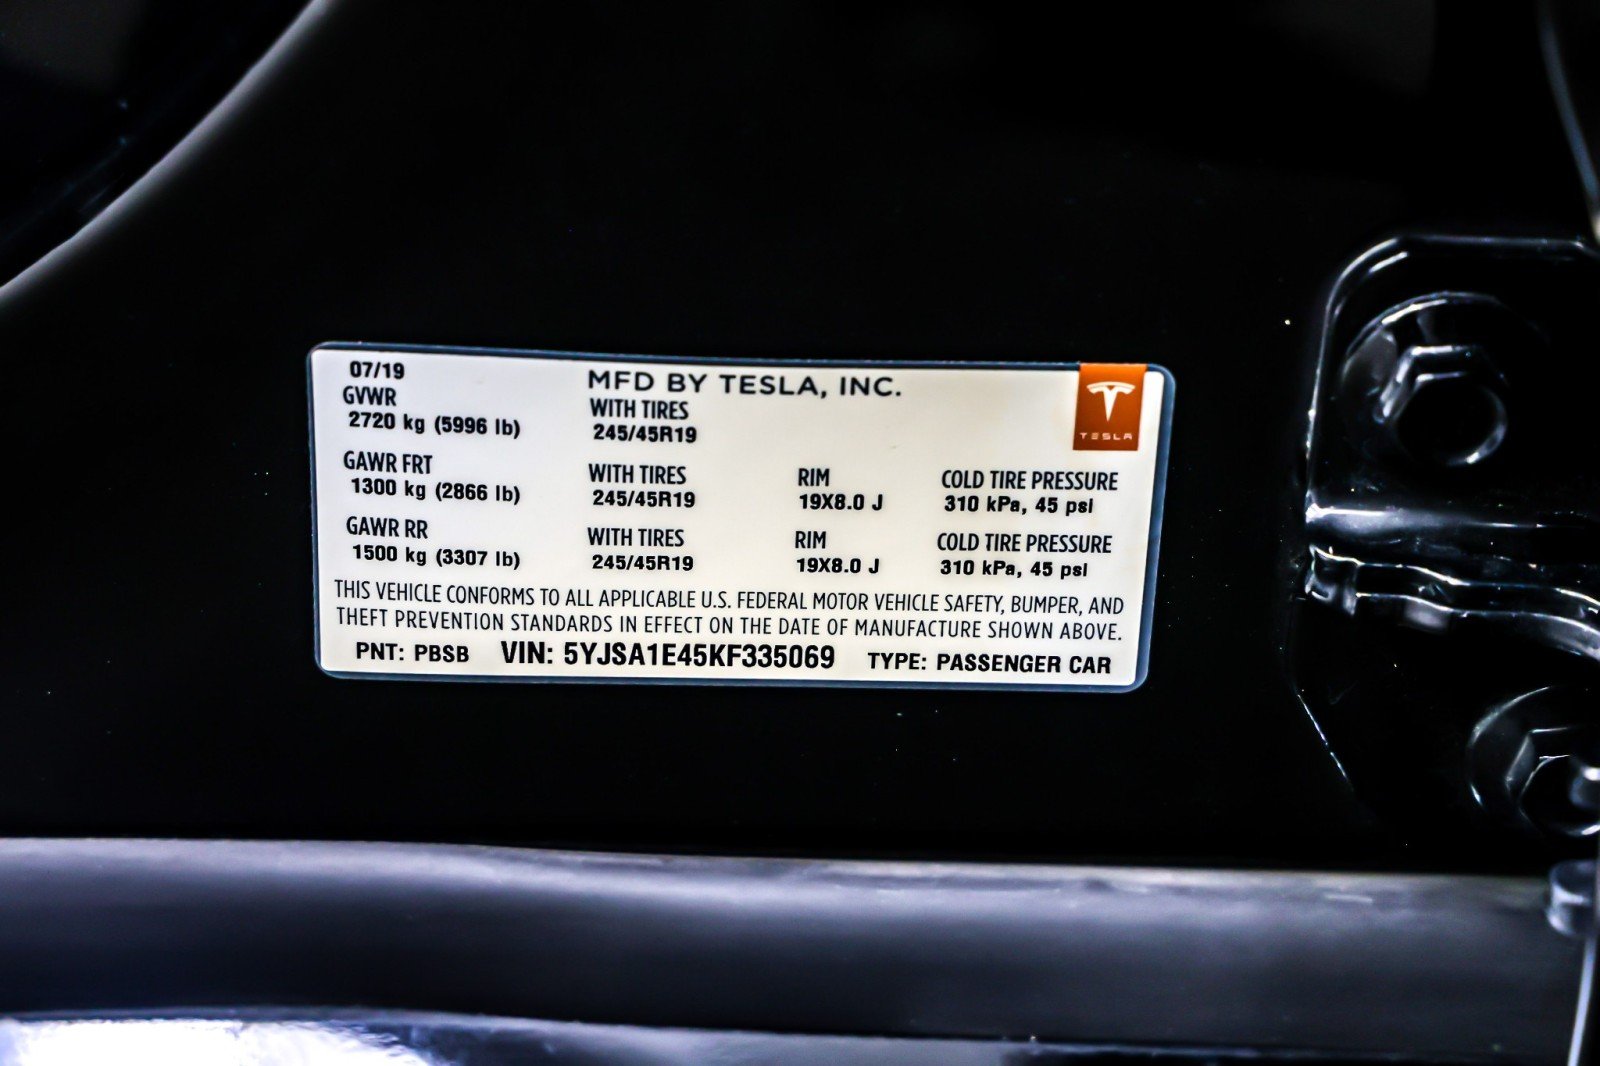 07/19 MFD BY TESLA, INC.
GVWR WITH TIRES
2720 kg (5996 lb) 245/45R19
TESLA
GAWR FRT WITH TIRES RIM COLD TIRE PRESSURE
1300 kg (2866 lb) 245/45R19 19X8.0 J 310 kPa, 45 psi
GAWR RR WITH TIRES RIM COLD TIRE PRESSURE
1500 kg (3307 lb) 245/45R19 19X8.0 J 310 kPa, 45 psi
THIS VEHICLE CONFORMS TO ALL APPLICABLE U.S. FEDERAL MOTOR VEHICLE SAFETY, BUMPER, AND
THEFT PREVENTION STANDARDS IN EFFECT ON THE DATE OF MANUFACTURE SHOWN ABOVE.
PNT: PBSB VIN: 5YJSA1E45KF335069 TYPE: PASSENGER CAR